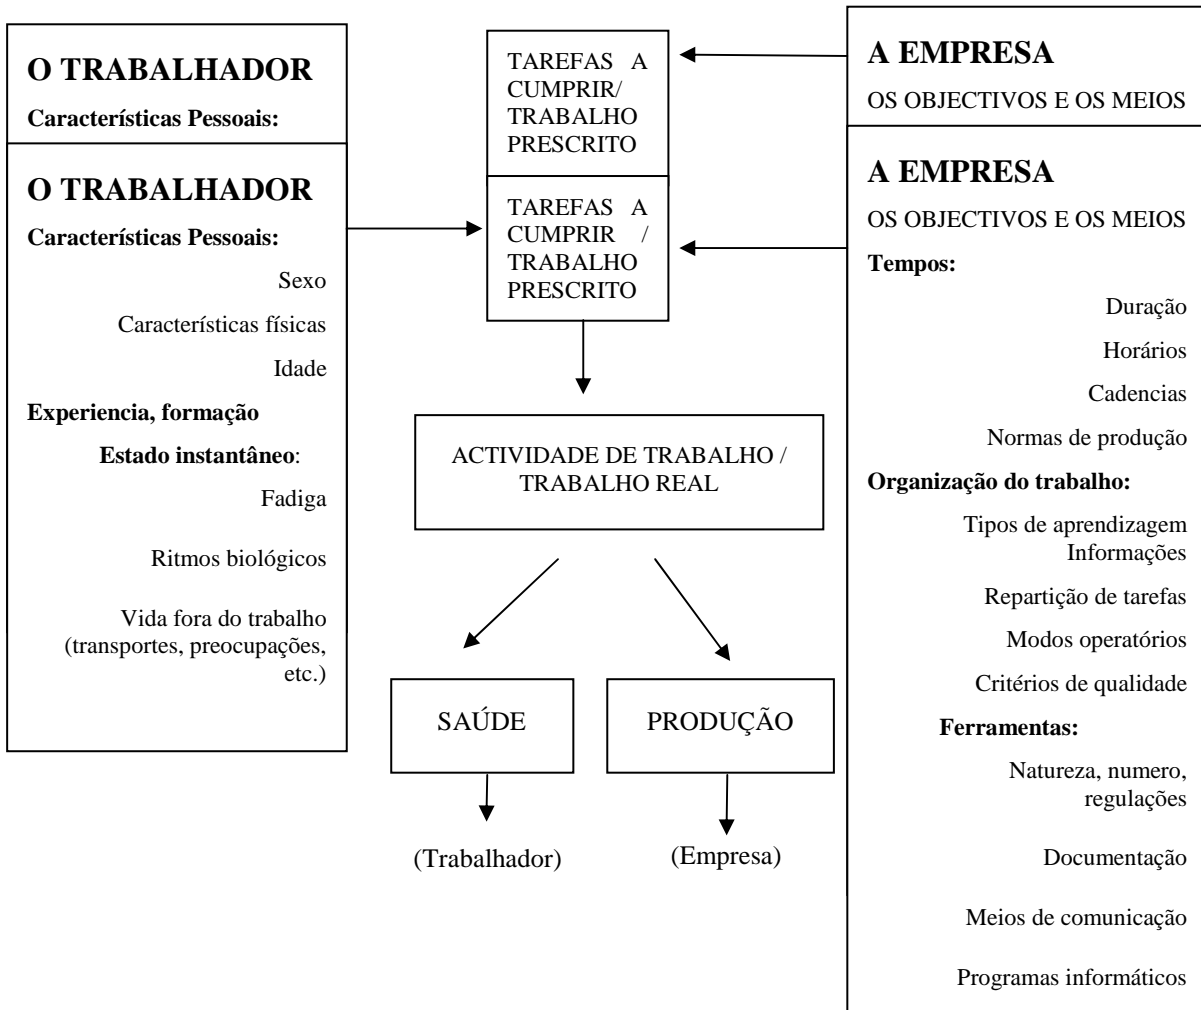 O TRABALHADOR
Características Pessoais:
O TRABALHADOR
Características Pessoais:
Sexo
Características físicas
Idade
Experiencia, formação
Estado instantâneo:
Fadiga
Ritmos biológicos
Vida fora do trabalho
(transportes, preocupações,
etc.)
TAREFAS A
CUMPRIR/
TRABALHO
PRESCRITO
TAREFAS A
CUMPRIR /
TRABALHO
PRESCRITO
ACTIVIDADE DE TRABALHO /
TRABALHO REAL
SAÚDE
PRODUÇÃO
(Trabalhador)
(Empresa)
A EMPRESA
OS OBJECTIVOS E OS MEIOS
A EMPRESA
OS OBJECTIVOS E OS MEIOS
Tempos:
Duração
Horários
Cadencias
Normas de produção
Organização do trabalho:
Tipos de aprendizagem
Informações
Repartição de tarefas
Modos operatórios
Critérios de qualidade
Ferramentas:
Natureza, numero,
regulações
Documentação
Meios de comunicação
Programas informáticos